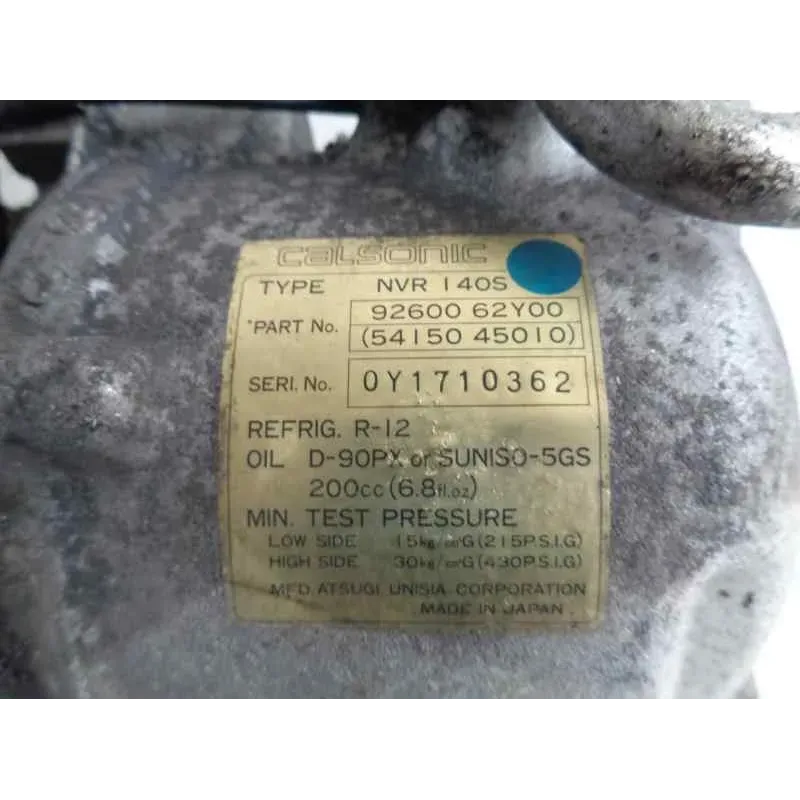 calsonic
TYPE NVR 140S
PART No. 92600 62Y00
(54150 45010)
SERI. No. 0Y1710362
REFRIG. R-12
OIL D-90PX or SUNISO-5GS
200cc (6.8fl.oz)
MIN. TEST PRESSURE
LOW SIDE 15kg/cm²G(215P.S.I.G)
HIGH SIDE 30kg/cm²G(430P.S.I.G)
MFD. ATSUGI UNISIA CORPORATION
MADE IN JAPAN